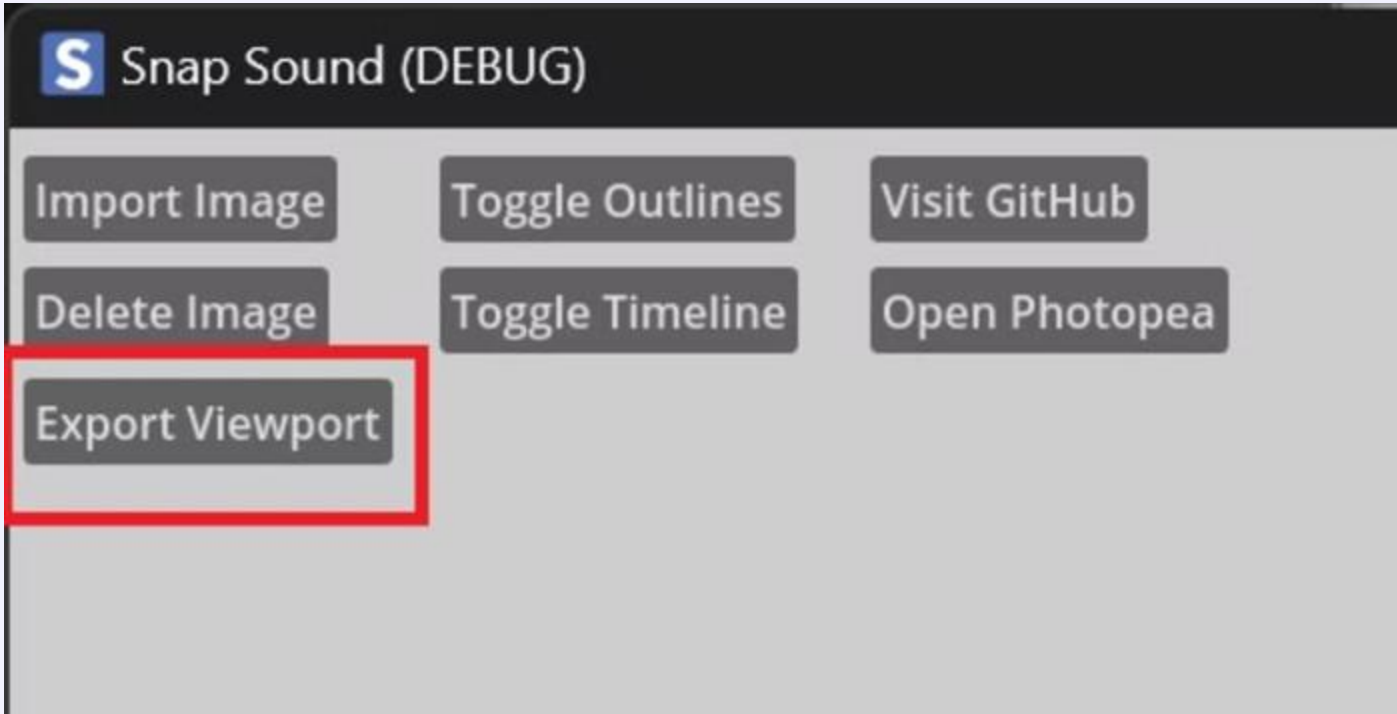 S Snap Sound (DEBUG)
Import Image Toggle Outlines Visit GitHub
Delete Image Toggle Timeline Open Photopea
Export Viewport